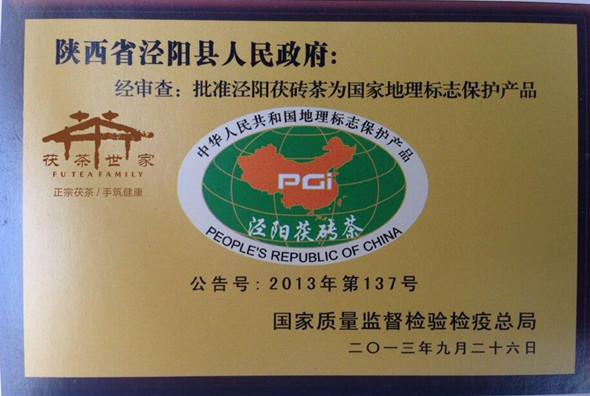 陕西省泾阳县人民政府:
经审查: 批准泾阳茯砖茶为国家地理标志保护产品
茯茶世家
FU TEA FAMILY
正宗茯茶 / 手筑健康
中华人民共和国地理标志保护产品
PGi
泾阳茯砖茶
PEOPLE'S REPUBLIC OF CHINA
公告号: 2013年第137号
国家质量监督检验检疫总局
二〇一三年九月二十六日